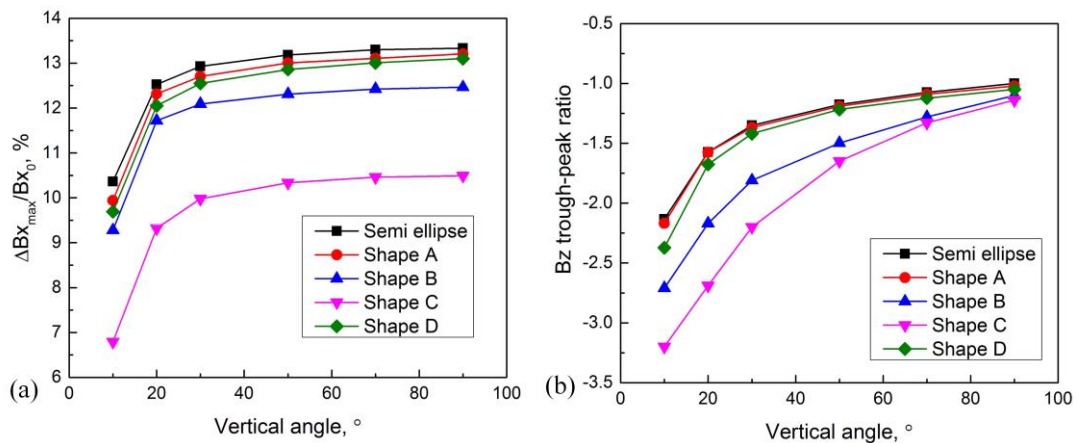 14
13
12
11
10
9
8
7
6
ΔBx_max/Bx_0, %
Semi ellipse
Shape A
Shape B
Shape C
Shape D
0 20 40 60 80 100
Vertical angle, °
(a)
-0.5
-1.0
-1.5
-2.0
-2.5
-3.0
-3.5
Bz trough-peak ratio
Semi ellipse
Shape A
Shape B
Shape C
Shape D
0 20 40 60 80 100
Vertical angle, °
(b)